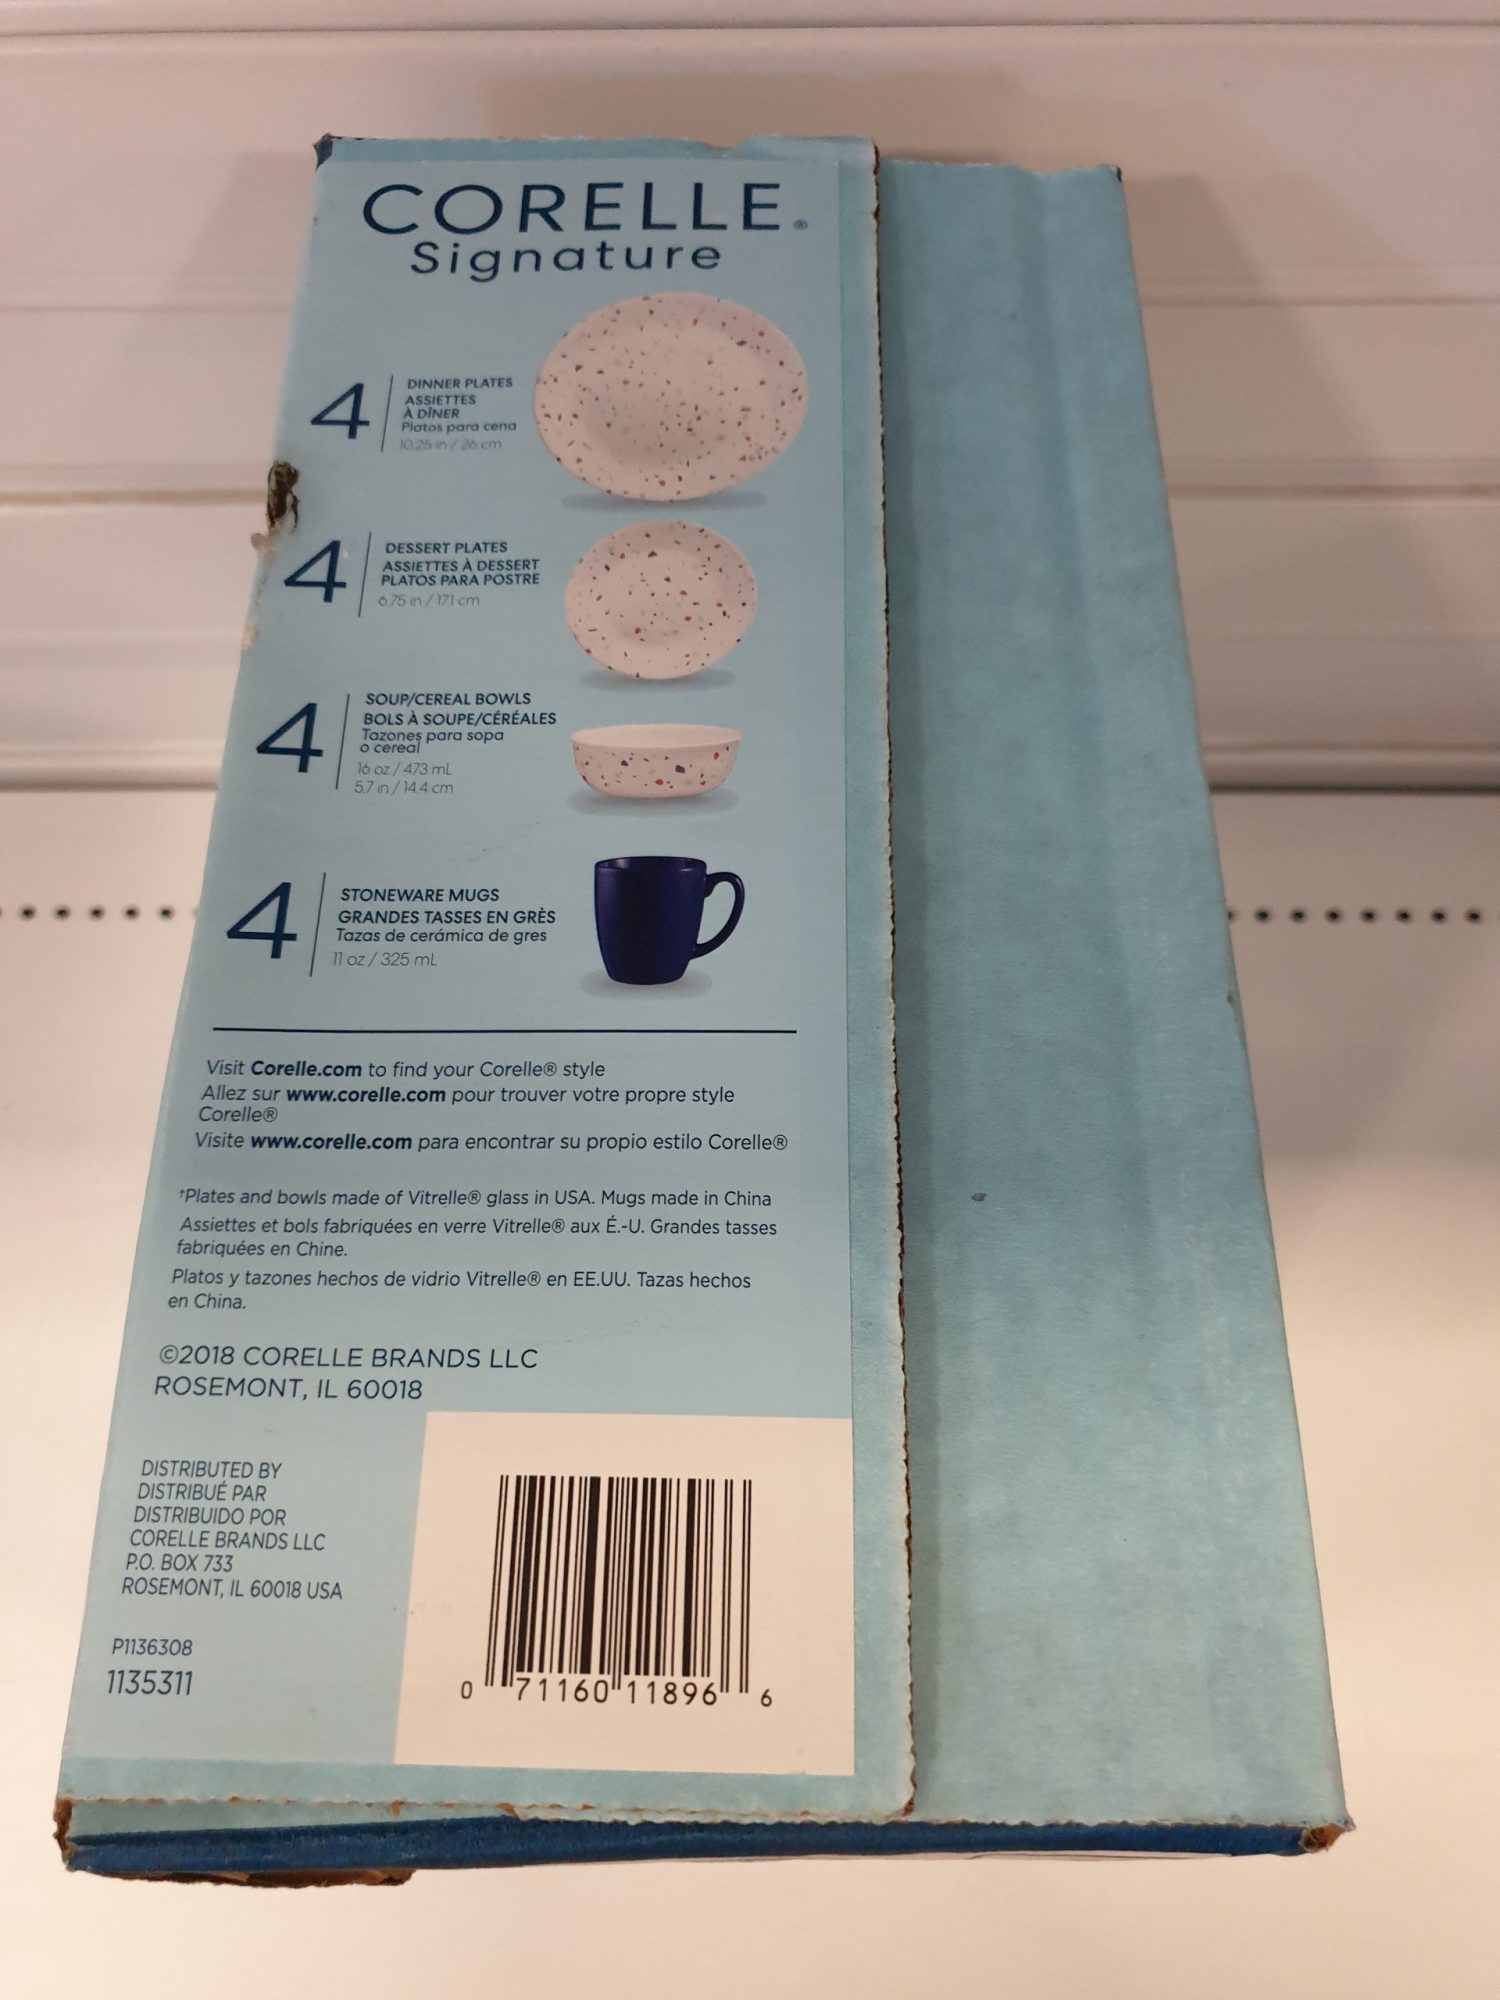 CORELLE®
Signature
4
DINNER PLATES
ASSIETTES
À DÎNER
Platos para cena
10.25 in / 26 cm
4
DESSERT PLATES
ASSIETTES À DESSERT
PLATOS PARA POSTRE
6.75 in / 171 cm
4
SOUP/CEREAL BOWLS
BOLS À SOUPE/CÉRÉALES
Tazones para sopa
o cereal
16 oz / 473 mL
5.7 in / 14.4 cm
4
STONEWARE MUGS
GRANDES TASSES EN GRÈS
Tazas de cerámica de gres
11 oz / 325 mL
Visit Corelle.com to find your Corelle® style
Allez sur www.corelle.com pour trouver votre propre style
Corelle®
Visite www.corelle.com para encontrar su propio estilo Corelle®
†Plates and bowls made of Vitrelle® glass in USA. Mugs made in China
Assiettes et bols fabriquées en verre Vitrelle® aux É.-U. Grandes tasses
fabriquées en Chine.
Platos y tazones hechos de vidrio Vitrelle® en EE.UU. Tazas hechos
en China.
©2018 CORELLE BRANDS LLC
ROSEMONT, IL 60018
DISTRIBUTED BY
DISTRIBUÉ PAR
DISTRIBUIDO POR
CORELLE BRANDS LLC
P.O. BOX 733
ROSEMONT, IL 60018 USA
P1136308
1135311
0 71160 11896 6